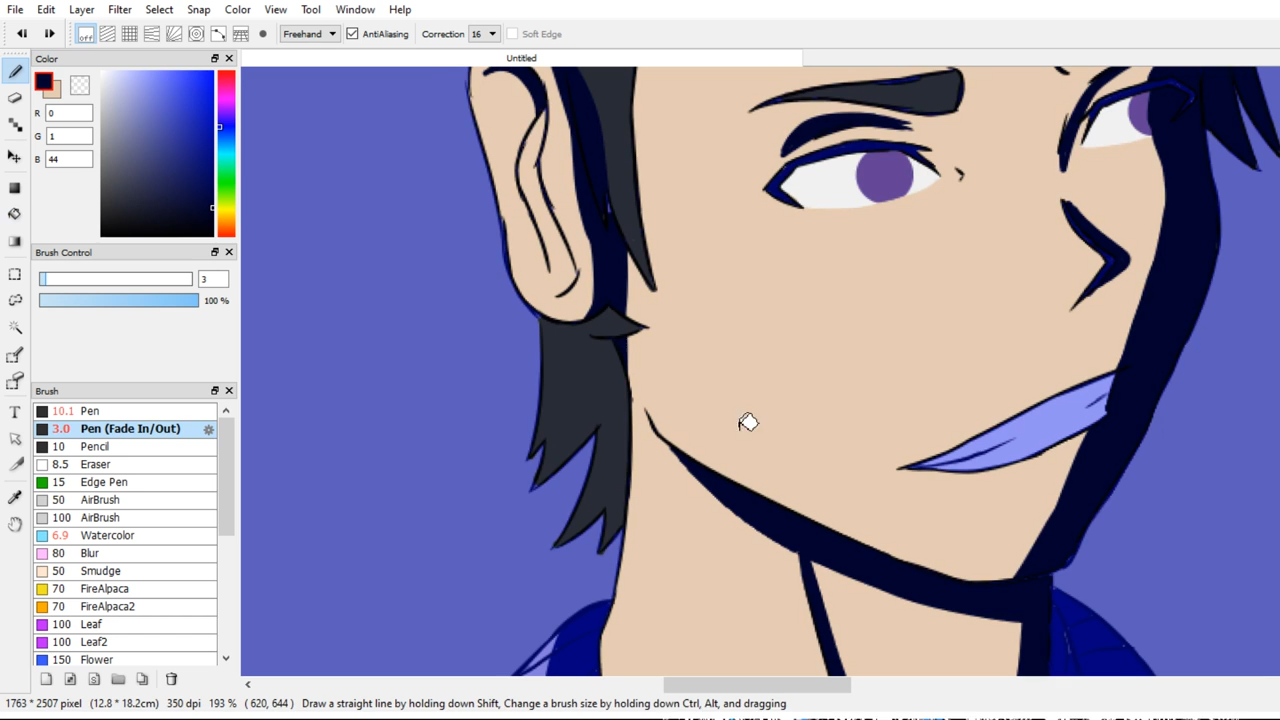 File Edit Layer Filter Select Snap Color View Tool Window Help
off Freehand AntiAliasing Correction 16 Soft Edge
Color
Untitled
R 0
G 1
B 44
Brush Control
3
100 %
Brush
10.1 Pen
3.0 Pen (Fade In/Out)
10 Pencil
8.5 Eraser
15 Edge Pen
50 AirBrush
100 AirBrush
6.9 Watercolor
80 Blur
50 Smudge
70 FireAlpaca
70 FireAlpaca2
100 Leaf
100 Leaf2
150 Flower
1763 * 2507 pixel (12.8 * 18.2cm) 350 dpi 193 % ( 620, 644 ) Draw a straight line by holding down Shift, Change a brush size by holding down Ctrl, Alt, and dragging